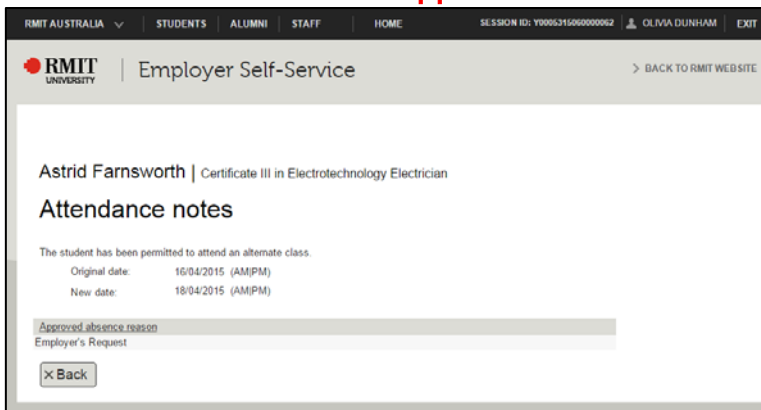 RMIT AUSTRALIA STUDENTS ALUMNI STAFF HOME SESSION ID: Y0005315060000062 OLIVIA DUNHAM EXIT
RMIT UNIVERSITY Employer Self-Service > BACK TO RMIT WEBSITE
Astrid Farnsworth | Certificate III in Electrotechnology Electrician
Attendance notes
The student has been permitted to attend an alternate class.
Original date: 16/04/2015 (AM|PM)
New date: 18/04/2015 (AM|PM)
Approved absence reason
Employer's Request
× Back